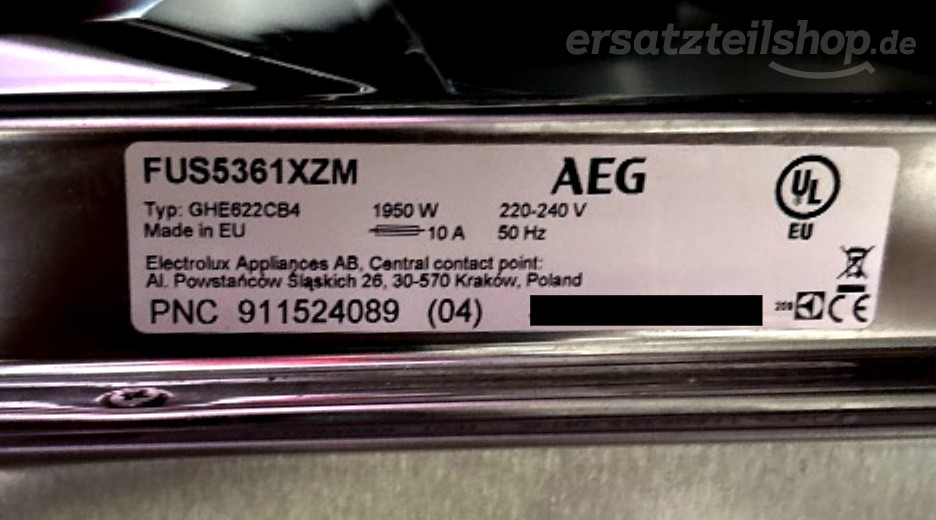 ersatzteilshop.de
FUS5361XZM
AEG
UL
EU
Typ: GHE622CB4 1950 W 220-240 V
Made in EU 10 A 50 Hz
Electrolux Appliances AB, Central contact point:
Al. Powstańców Śląskich 26, 30-570 Kraków, Poland
PNC 911524089 (04)
CE